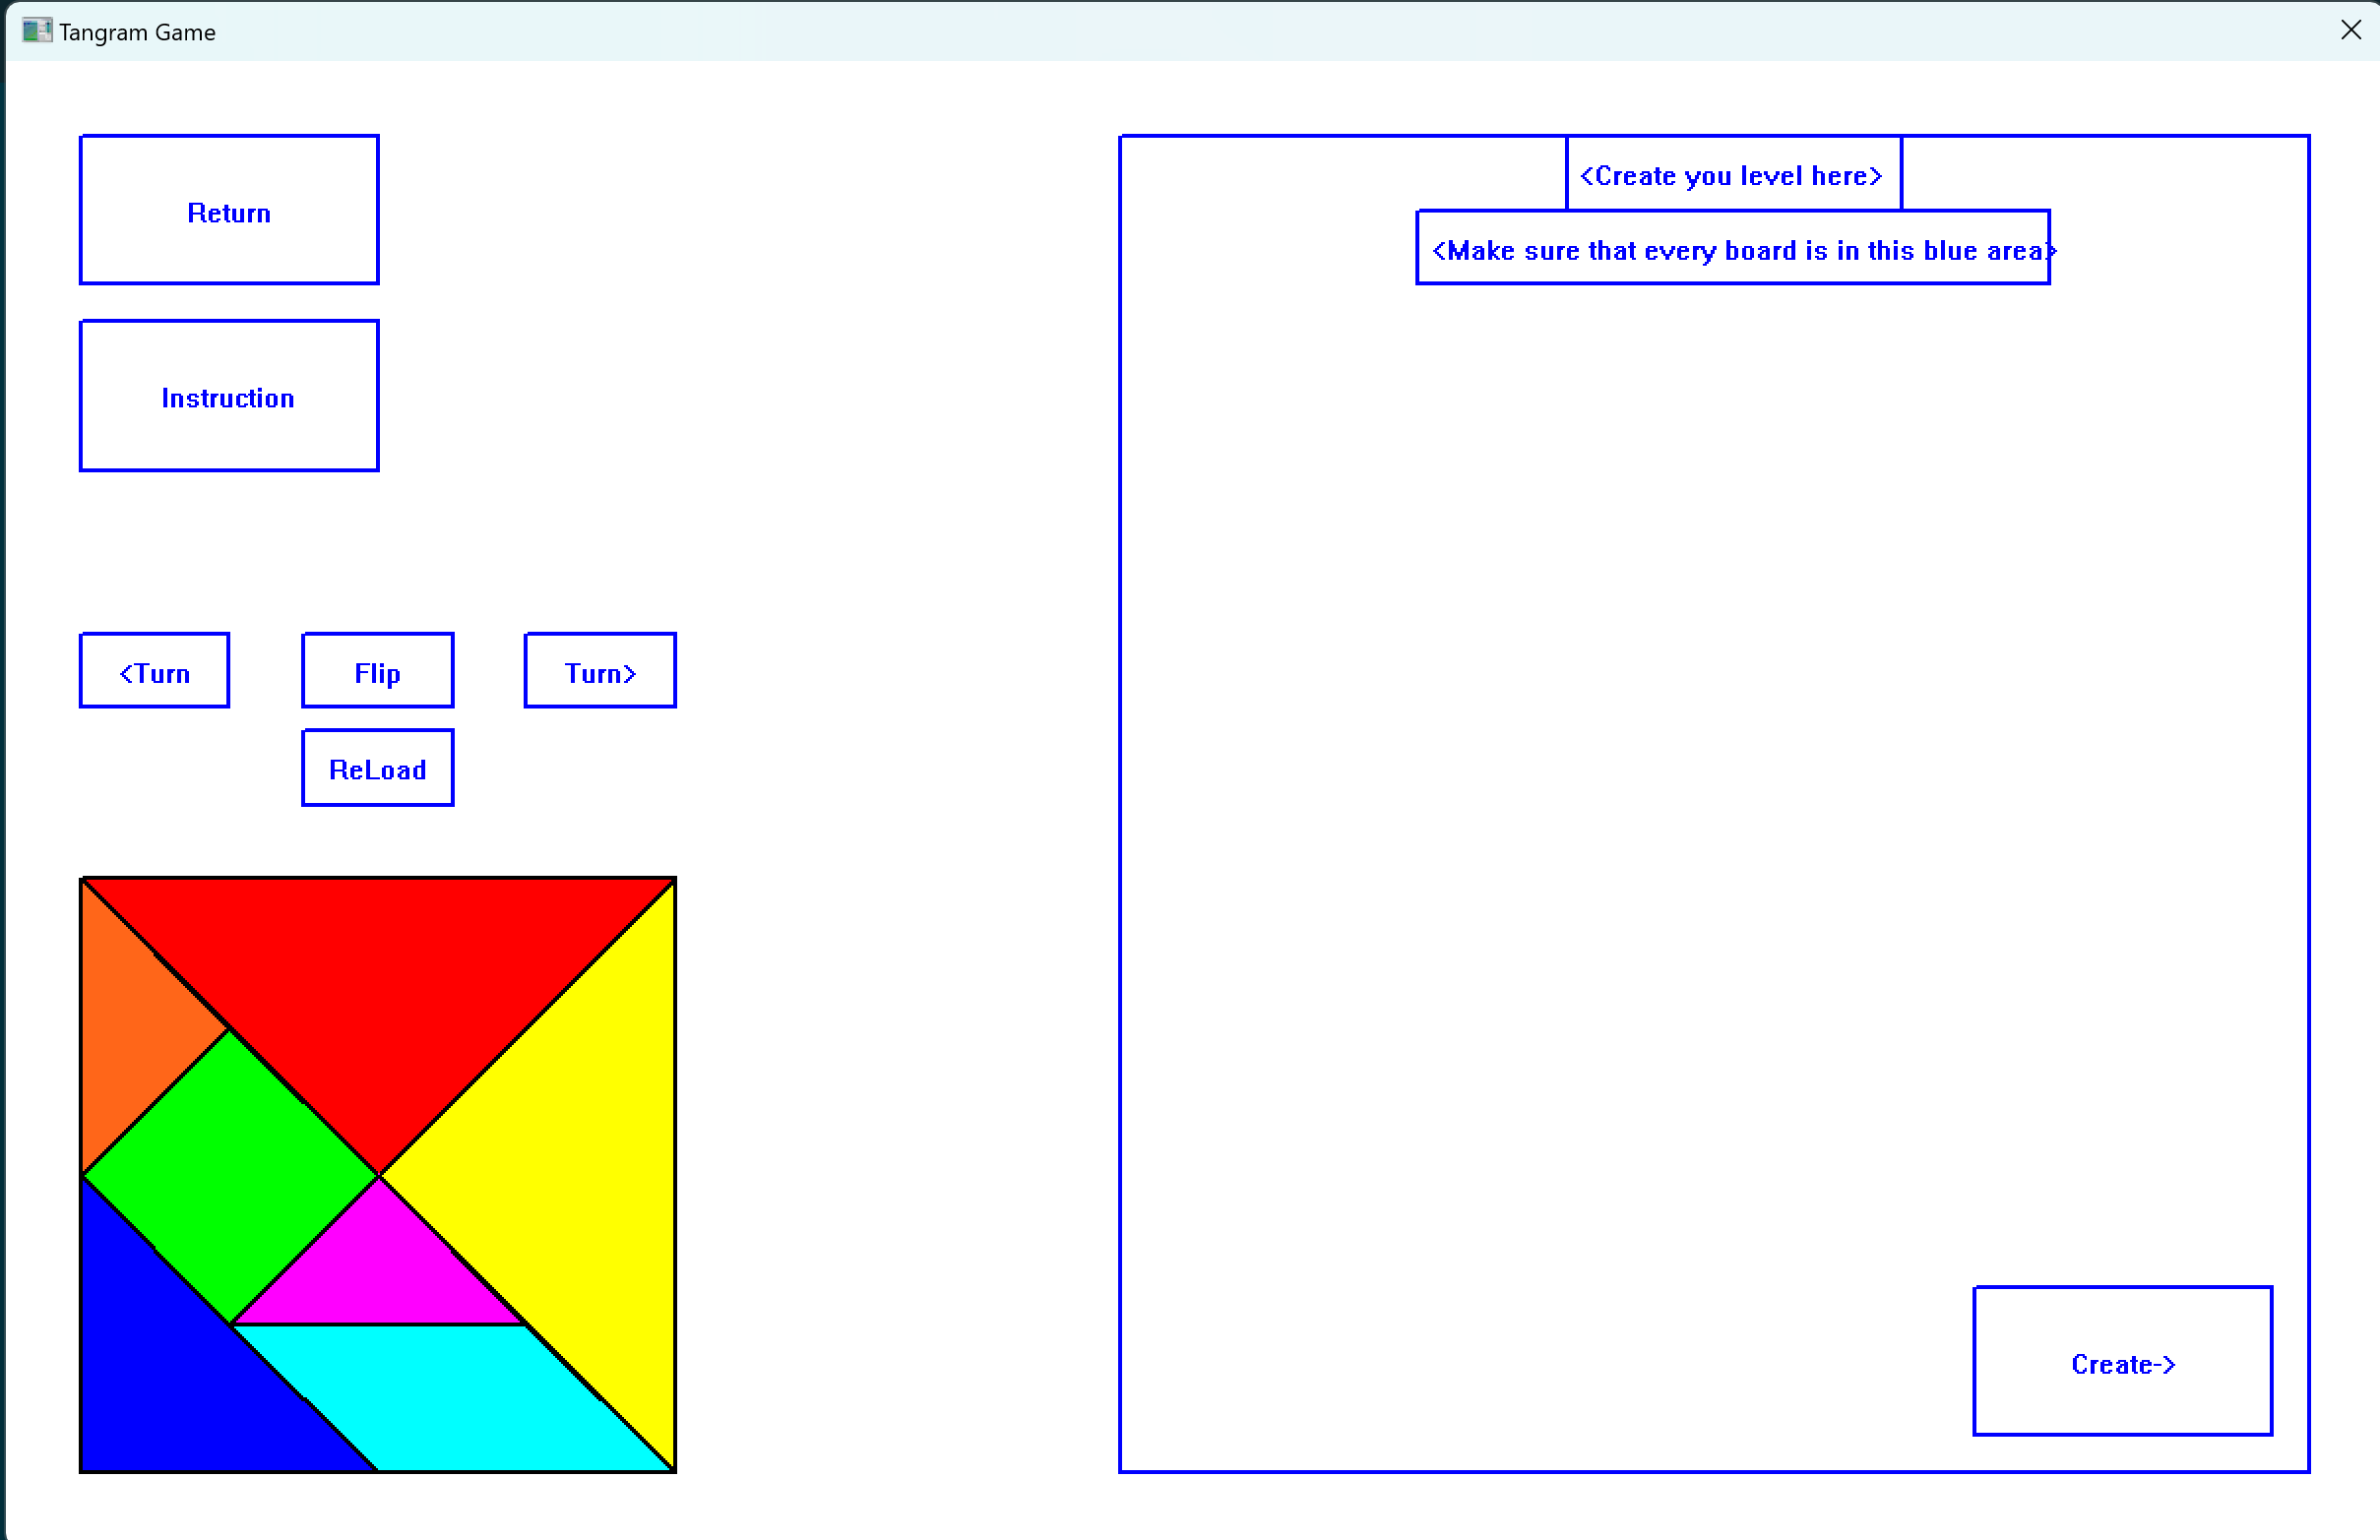 Tangram Game
Return
Instruction
<Create you level here>
<Make sure that every board is in this blue area>
<Turn
Flip
Turn>
ReLoad
Create->